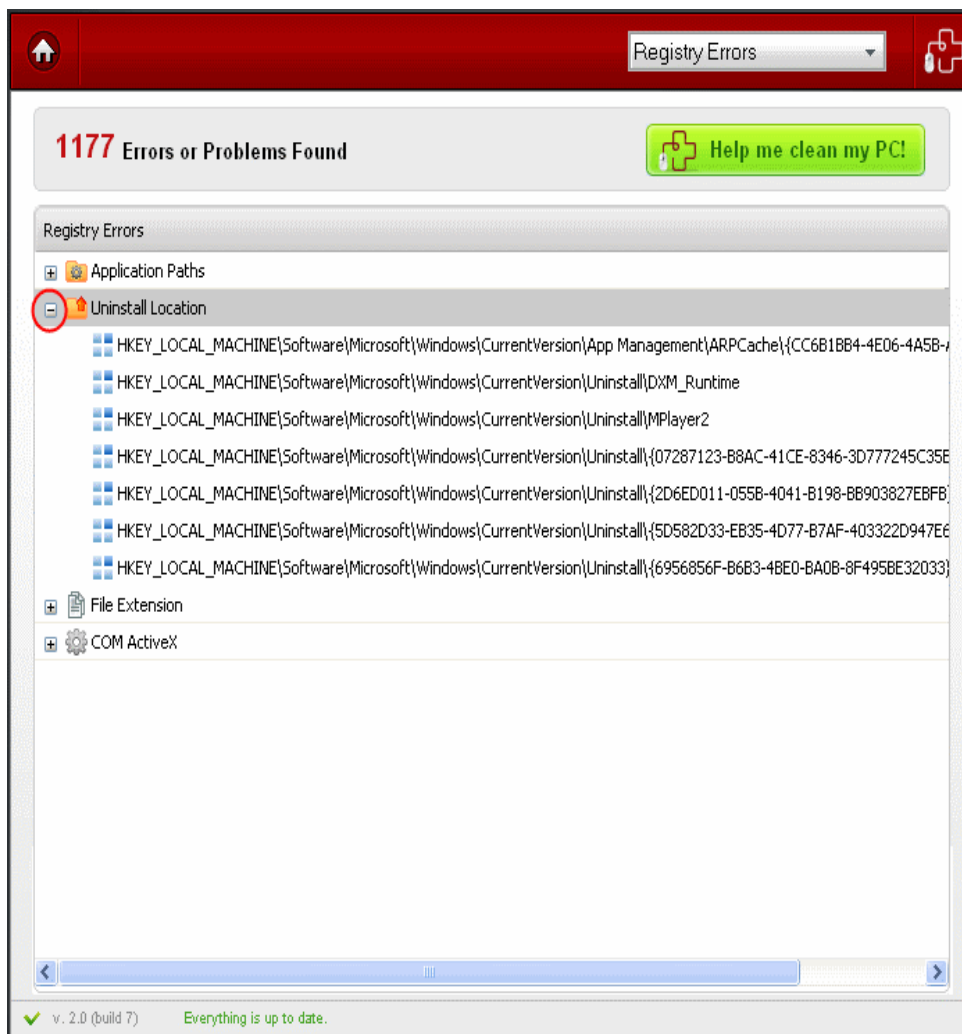 Registry Errors
1177 Errors or Problems Found
Help me clean my PC!
Registry Errors
Application Paths
Uninstall Location
HKEY_LOCAL_MACHINE\Software\Microsoft\Windows\CurrentVersion\App Management\ARPCache\{CC6B1BB4-4E06-4A5B-A
HKEY_LOCAL_MACHINE\Software\Microsoft\Windows\CurrentVersion\Uninstall\DXM_Runtime
HKEY_LOCAL_MACHINE\Software\Microsoft\Windows\CurrentVersion\Uninstall\MPlayer2
HKEY_LOCAL_MACHINE\Software\Microsoft\Windows\CurrentVersion\Uninstall\{07287123-B8AC-41CE-8346-3D777245C35B
HKEY_LOCAL_MACHINE\Software\Microsoft\Windows\CurrentVersion\Uninstall\{2D6ED011-055B-4041-B198-BB903827EBFB}
HKEY_LOCAL_MACHINE\Software\Microsoft\Windows\CurrentVersion\Uninstall\{5D582D33-EB35-4D77-B7AF-403322D947E6
HKEY_LOCAL_MACHINE\Software\Microsoft\Windows\CurrentVersion\Uninstall\{6956856F-B6B3-4BE0-BA0B-8F495BE32033}
File Extension
COM ActiveX
v. 2.0 (build 7)
Everything is up to date.